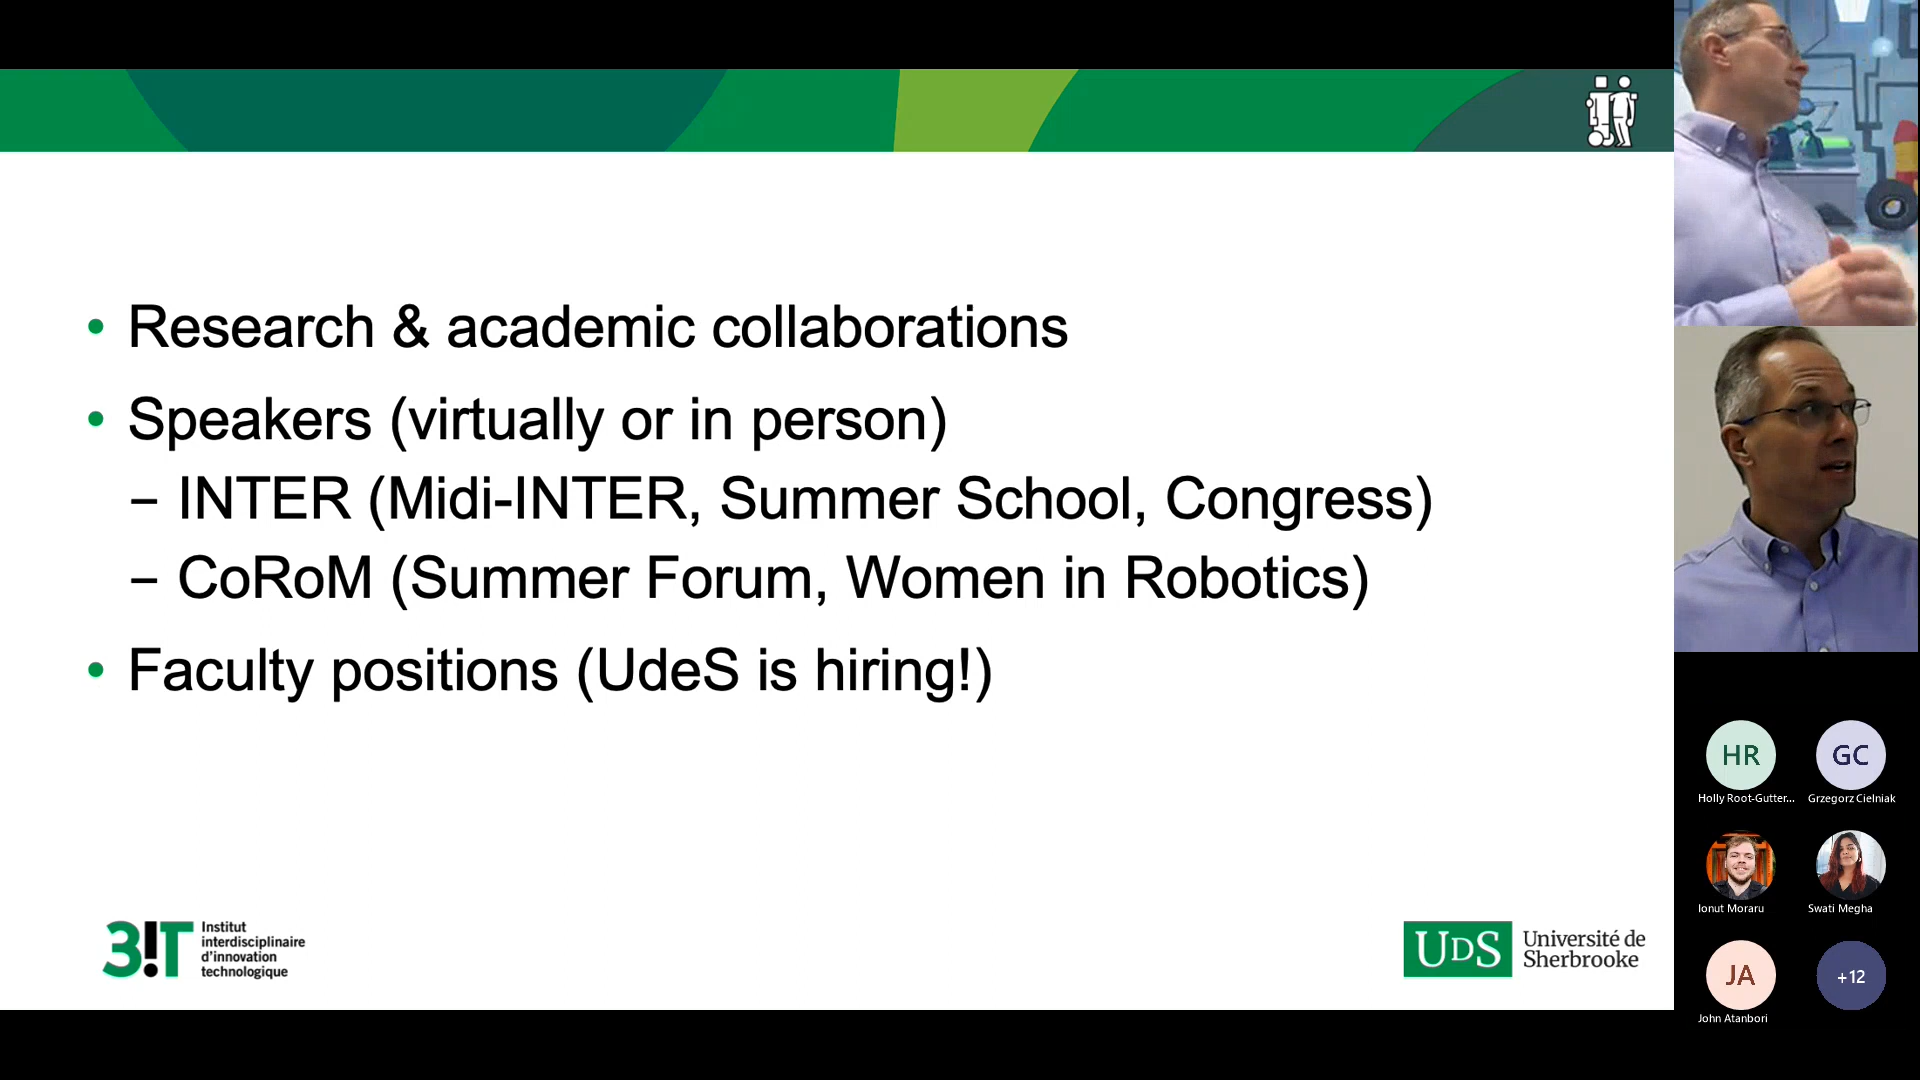 • Research & academic collaborations
• Speakers (virtually or in person)
– INTER (Midi-INTER, Summer School, Congress)
– CoRoM (Summer Forum, Women in Robotics)
• Faculty positions (UdeS is hiring!)
3!T
Institut
interdisciplinaire
d'innovation
technologique
UDS
Université de
Sherbrooke
HR
Holly Root-Gutter...
GC
Grzegorz Cielniak
Ionut Moraru
Swati Megha
JA
John Atanbori
+12